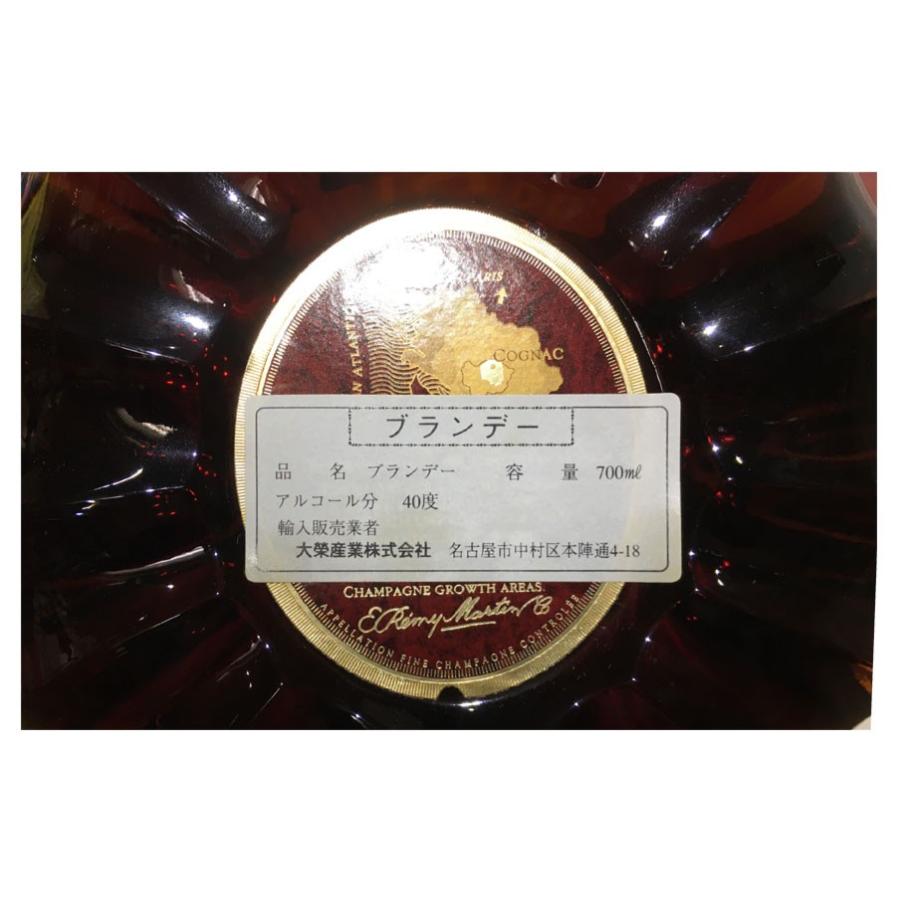 PARIS
COGNAC
AN ATLANTI
ブランデー
品 名 ブランデー 容 量 700ml
アルコール分 40度
輸入販売業者
大榮産業株式会社 名古屋市中村区本陣通4-18
CHAMPAGNE GROWTH AREAS.
E. Rémy Martin C
APPELLATION FINE CHAMPAGNE CONTROLÉE